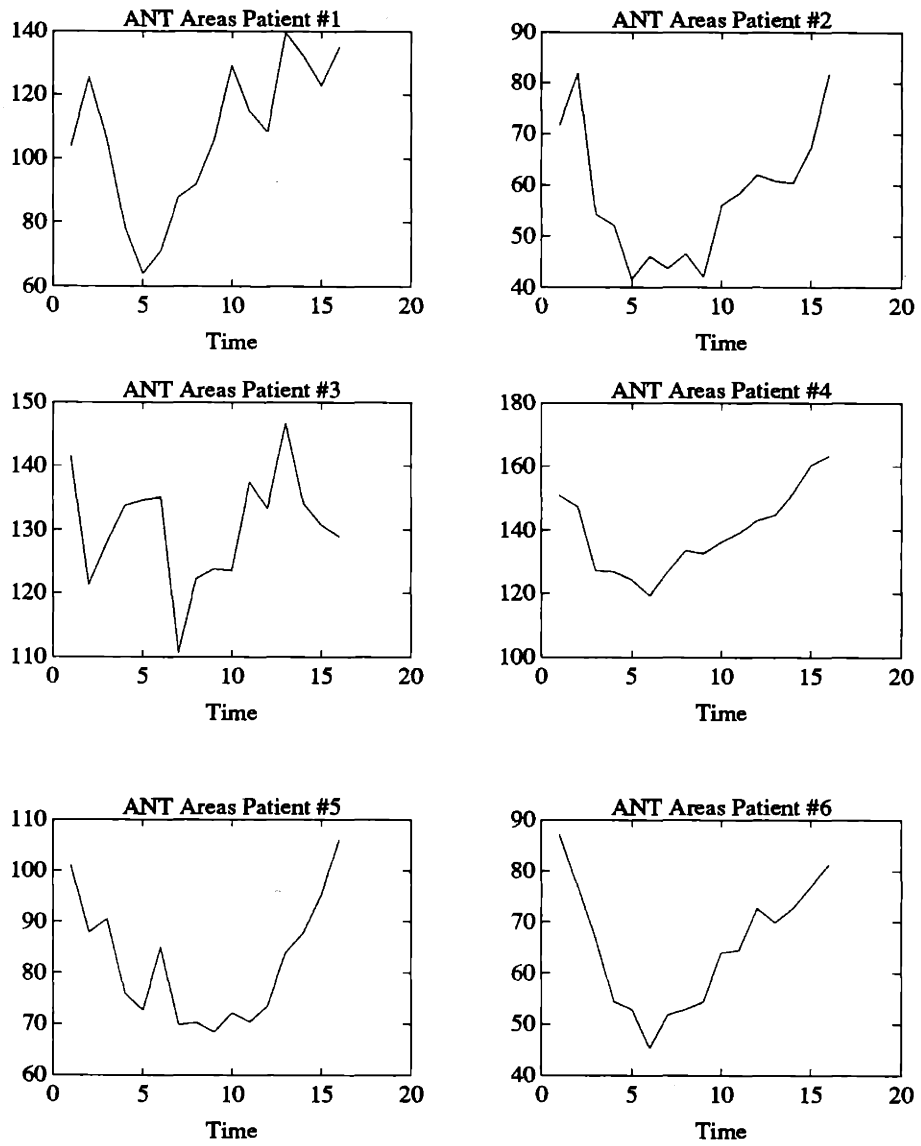 ANT Areas Patient #1
140
120
100
80
60
0 5 10 15 20
Time
ANT Areas Patient #2
90
80
70
60
50
40
0 5 10 15 20
Time
ANT Areas Patient #3
150
140
130
120
110
0 5 10 15 20
Time
ANT Areas Patient #4
180
160
140
120
100
0 5 10 15 20
Time
ANT Areas Patient #5
110
100
90
80
70
60
0 5 10 15 20
Time
ANT Areas Patient #6
90
80
70
60
50
40
0 5 10 15 20
Time